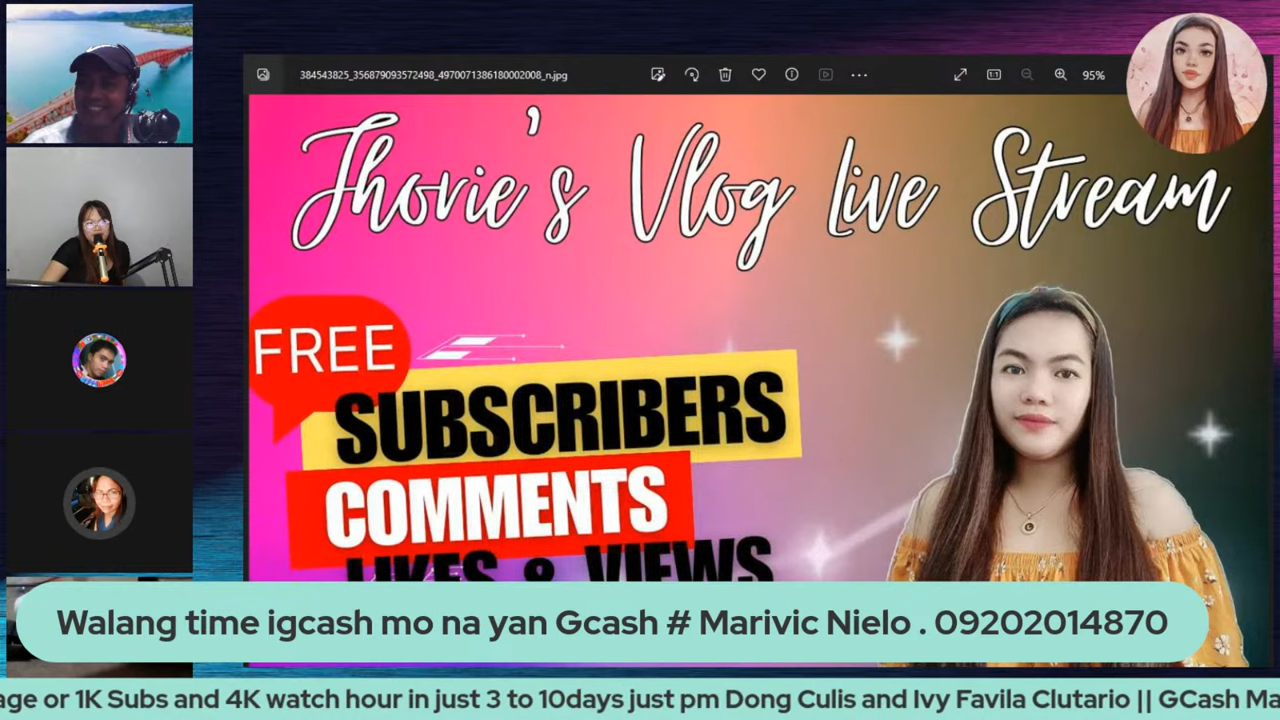 384543825_356879093572498_4970071386180002008_n.jpg
95%
Jhovie's Vlog Live Stream
FREE
SUBSCRIBERS
COMMENTS
LIKES & VIEWS
Walang time igcash mo na yan Gcash # Marivic Nielo . 09202014870
age or 1K Subs and 4K watch hour in just 3 to 10days just pm Dong Culis and Ivy Favila Clutario || GCash Ma